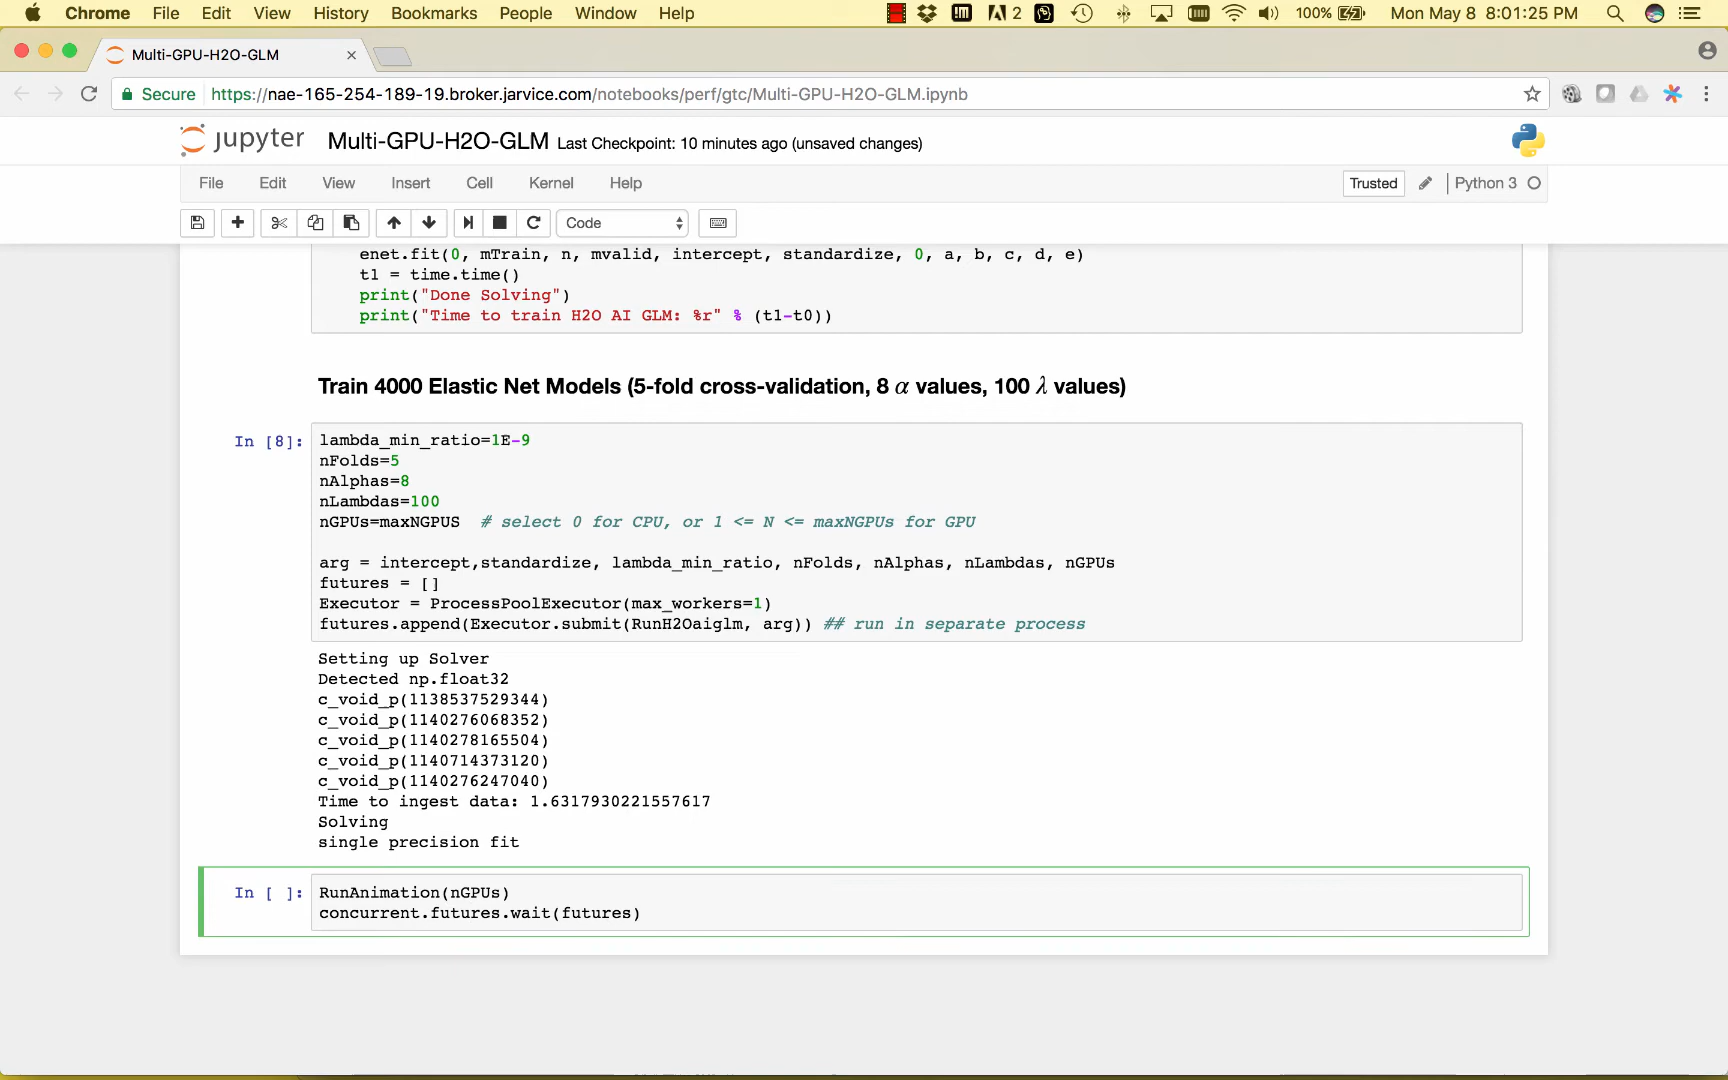 Chrome File Edit View History Bookmarks People Window Help 2 100% Mon May 8 8:01:25 PM
Multi-GPU-H2O-GLM
Secure https://nae-165-254-189-19.broker.jarvice.com/notebooks/perf/gtc/Multi-GPU-H2O-GLM.ipynb
jupyter Multi-GPU-H2O-GLM Last Checkpoint: 10 minutes ago (unsaved changes)
File Edit View Insert Cell Kernel Help Trusted Python 3
Code
enet.fit(0, mTrain, n, mvalid, intercept, standardize, 0, a, b, c, d, e)
t1 = time.time()
print("Done Solving")
print("Time to train H2O AI GLM: %r" % (t1-t0))
Train 4000 Elastic Net Models (5-fold cross-validation, 8 α values, 100 λ values)
In [8]: lambda_min_ratio=1E-9
nFolds=5
nAlphas=8
nLambdas=100
nGPUs=maxNGPUS # select 0 for CPU, or 1 <= N <= maxNGPUs for GPU
arg = intercept,standardize, lambda_min_ratio, nFolds, nAlphas, nLambdas, nGPUs
futures = []
Executor = ProcessPoolExecutor(max_workers=1)
futures.append(Executor.submit(RunH2Oaiglm, arg)) ## run in separate process
Setting up Solver
Detected np.float32
c_void_p(1138537529344)
c_void_p(1140276068352)
c_void_p(1140278165504)
c_void_p(1140714373120)
c_void_p(1140276247040)
Time to ingest data: 1.6317930221557617
Solving
single precision fit
In [ ]: RunAnimation(nGPUs)
concurrent.futures.wait(futures)